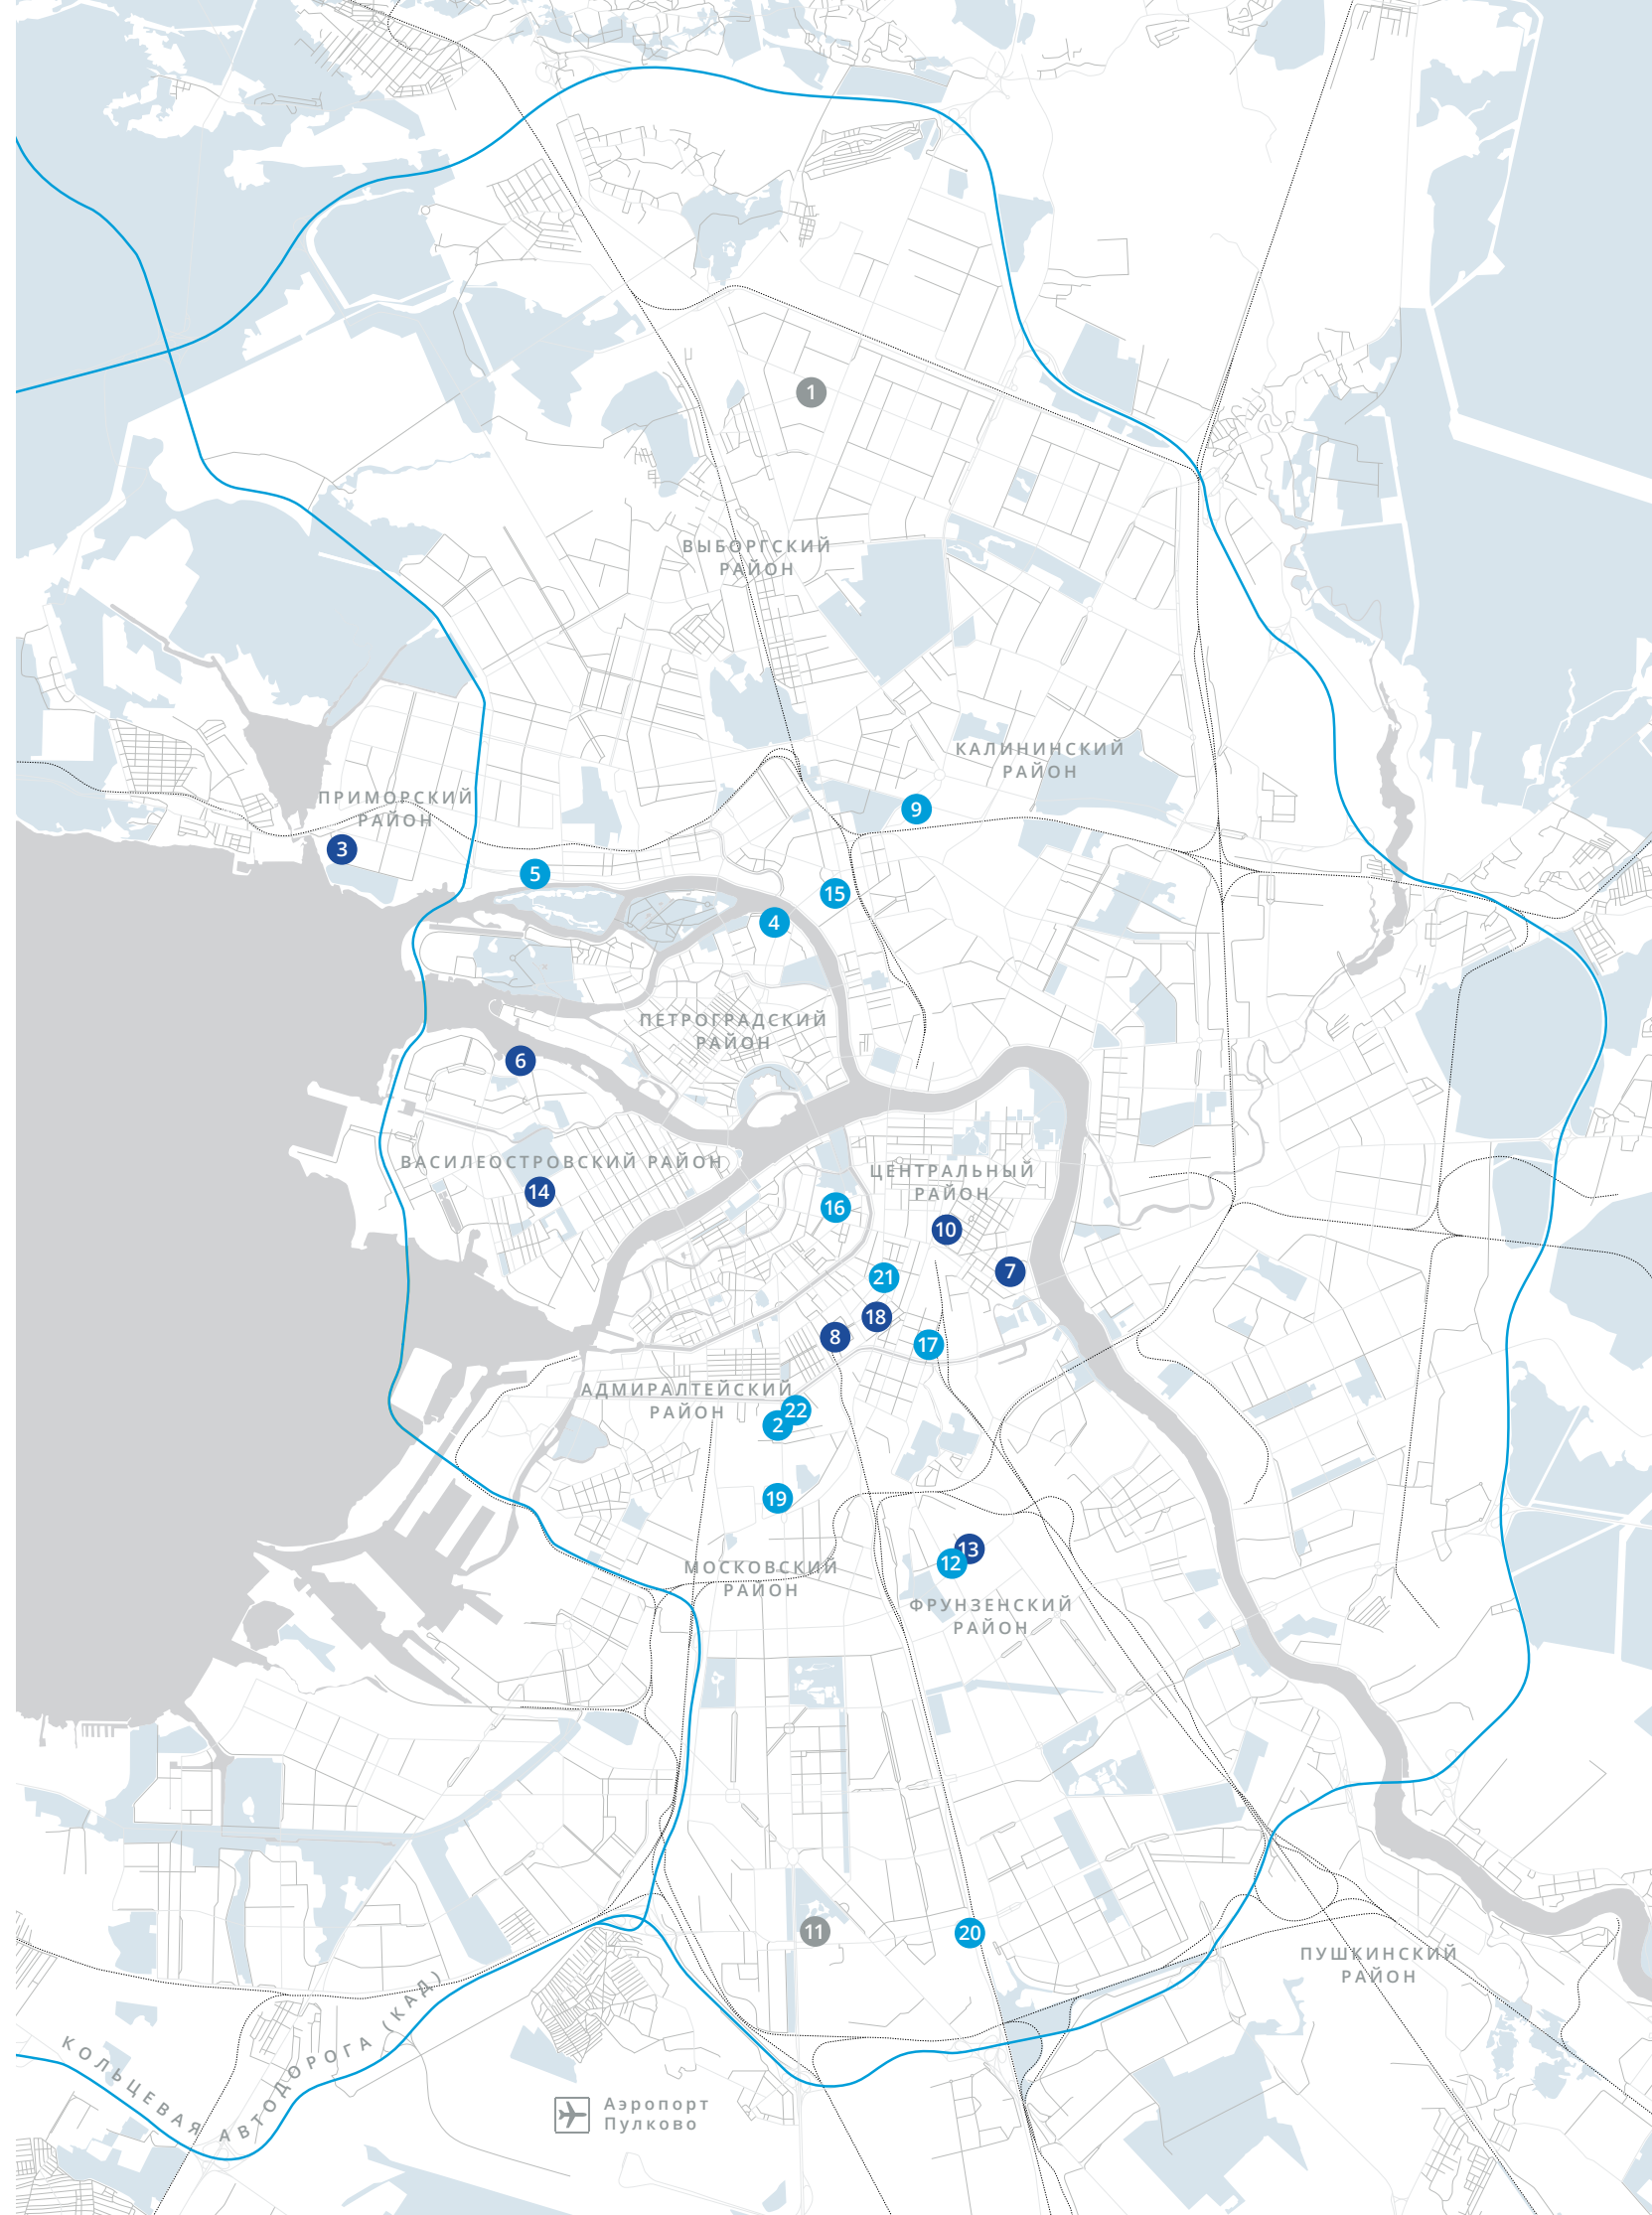 1
ВЫБОРГСКИЙ
РАЙОН
КАЛИНИНСКИЙ
РАЙОН
ПРИМОРСКИЙ
РАЙОН
9
3
5
15
4
ПЕТРОГРАДСКИЙ
РАЙОН
6
ВАСИЛЕОСТРОВСКИЙ РАЙОН
ЦЕНТРАЛЬНЫЙ
РАЙОН
14
16
10
7
21
18
8
17
АДМИРАЛТЕЙСКИЙ
РАЙОН
22
2
19
13
12
МОСКОВСКИЙ
РАЙОН
ФРУНЗЕНСКИЙ
РАЙОН
11
20
ПУШКИНСКИЙ
РАЙОН
КОЛЬЦЕВАЯ АВТОДОРОГА (КАД)
Аэропорт
Пулково